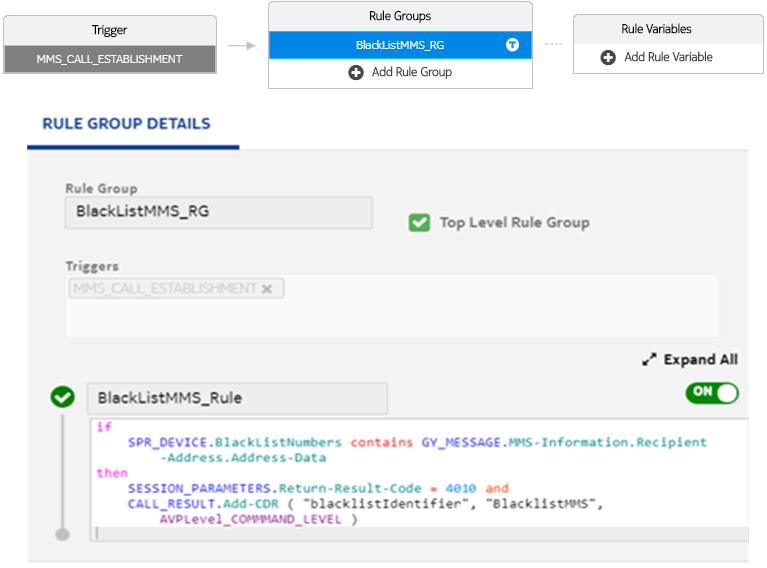 Trigger
MMS_CALL_ESTABLISHMENT
Rule Groups
BlackListMMS_RG
T
Add Rule Group
Rule Variables
Add Rule Variable
RULE GROUP DETAILS
Rule Group
BlackListMMS_RG
Top Level Rule Group
Triggers
MMS_CALL_ESTABLISHMENT ×
Expand All
BlackListMMS_Rule
ON
if
SPR_DEVICE.BlackListNumbers contains GY_MESSAGE.MMS-Information.Recipient
-Address.Address-Data
then
SESSION_PARAMETERS.Return-Result-Code = 4010 and
CALL_RESULT.Add-CDR ( "blacklistIdentifier", "BlacklistMMS",
AVPLevel_COMMMAND_LEVEL )